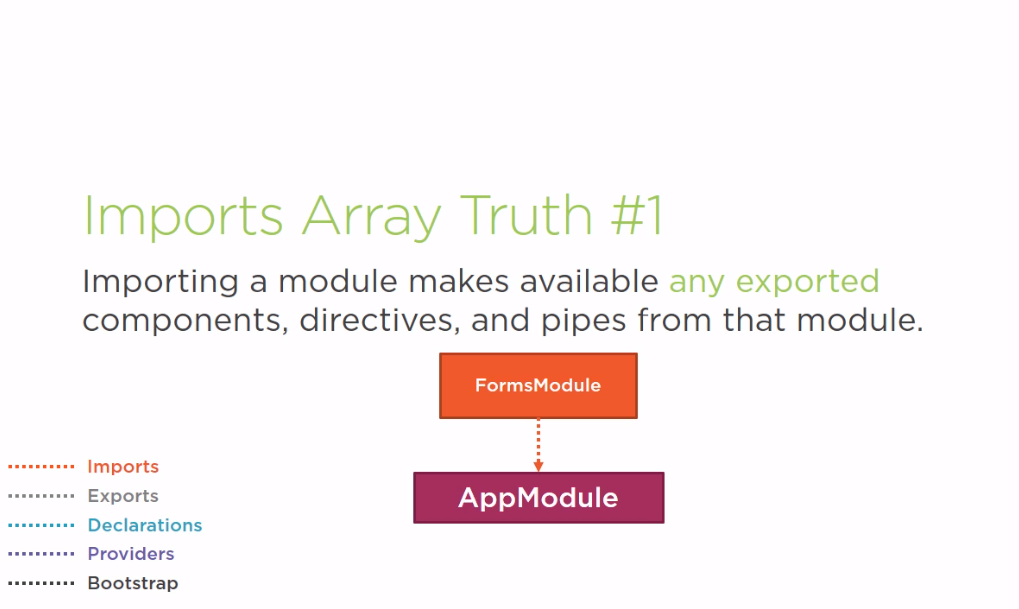 Imports Array Truth #1
Importing a module makes available any exported
components, directives, and pipes from that module.
FormsModule
AppModule
Imports
Exports
Declarations
Providers
Bootstrap